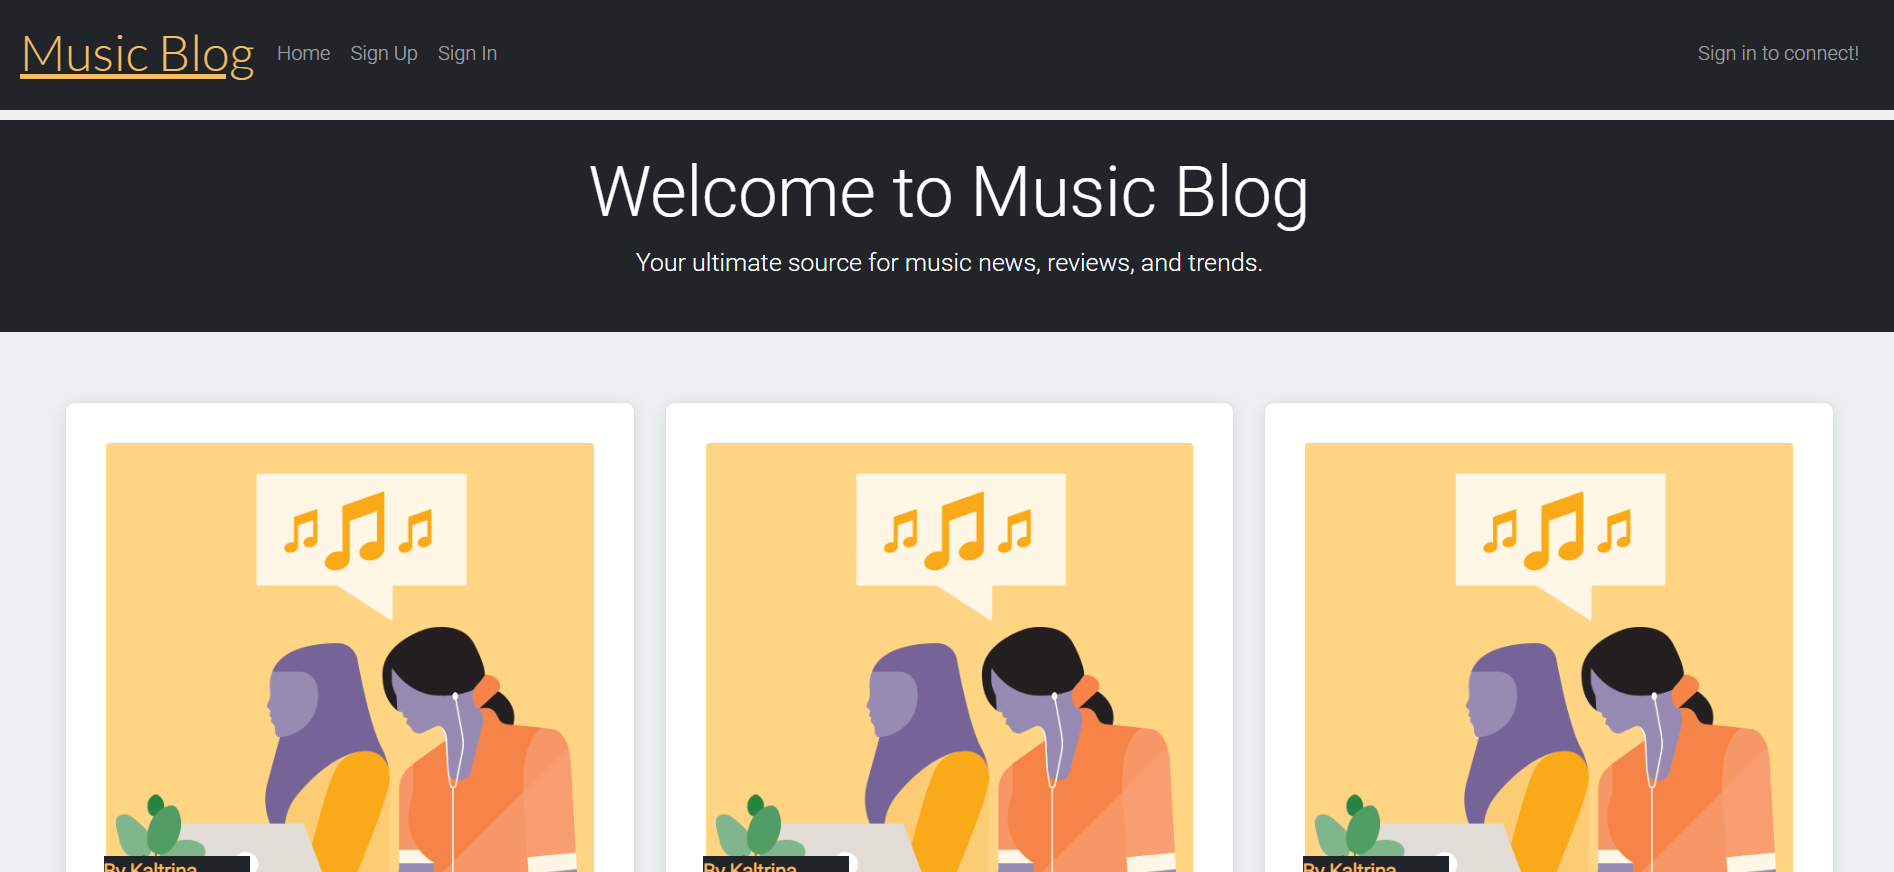 Music Blog Home Sign Up Sign In Sign in to connect!
Welcome to Music Blog
Your ultimate source for music news, reviews, and trends.
By Kaltrina By Kaltrina By Kaltrina